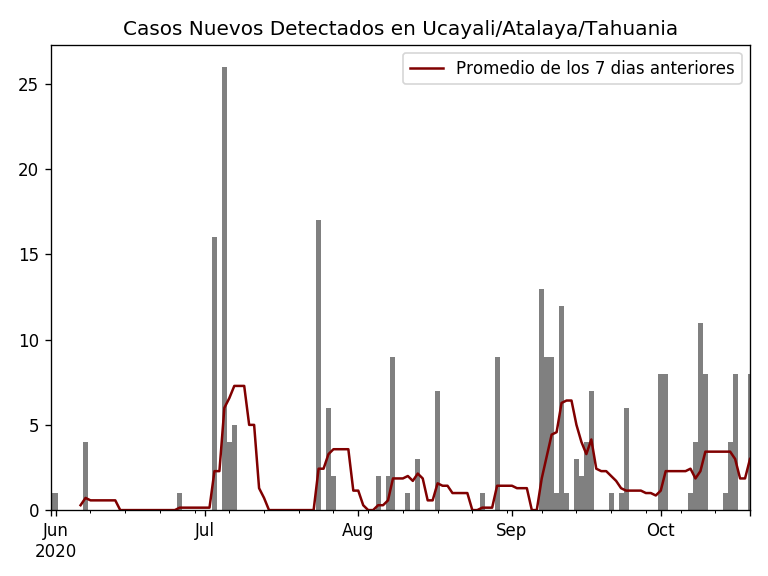 Casos Nuevos Detectados en Ucayali/Atalaya/Tahuania
Promedio de los 7 dias anteriores
25
20
15
10
5
0
Jun Jul Aug Sep Oct
2020